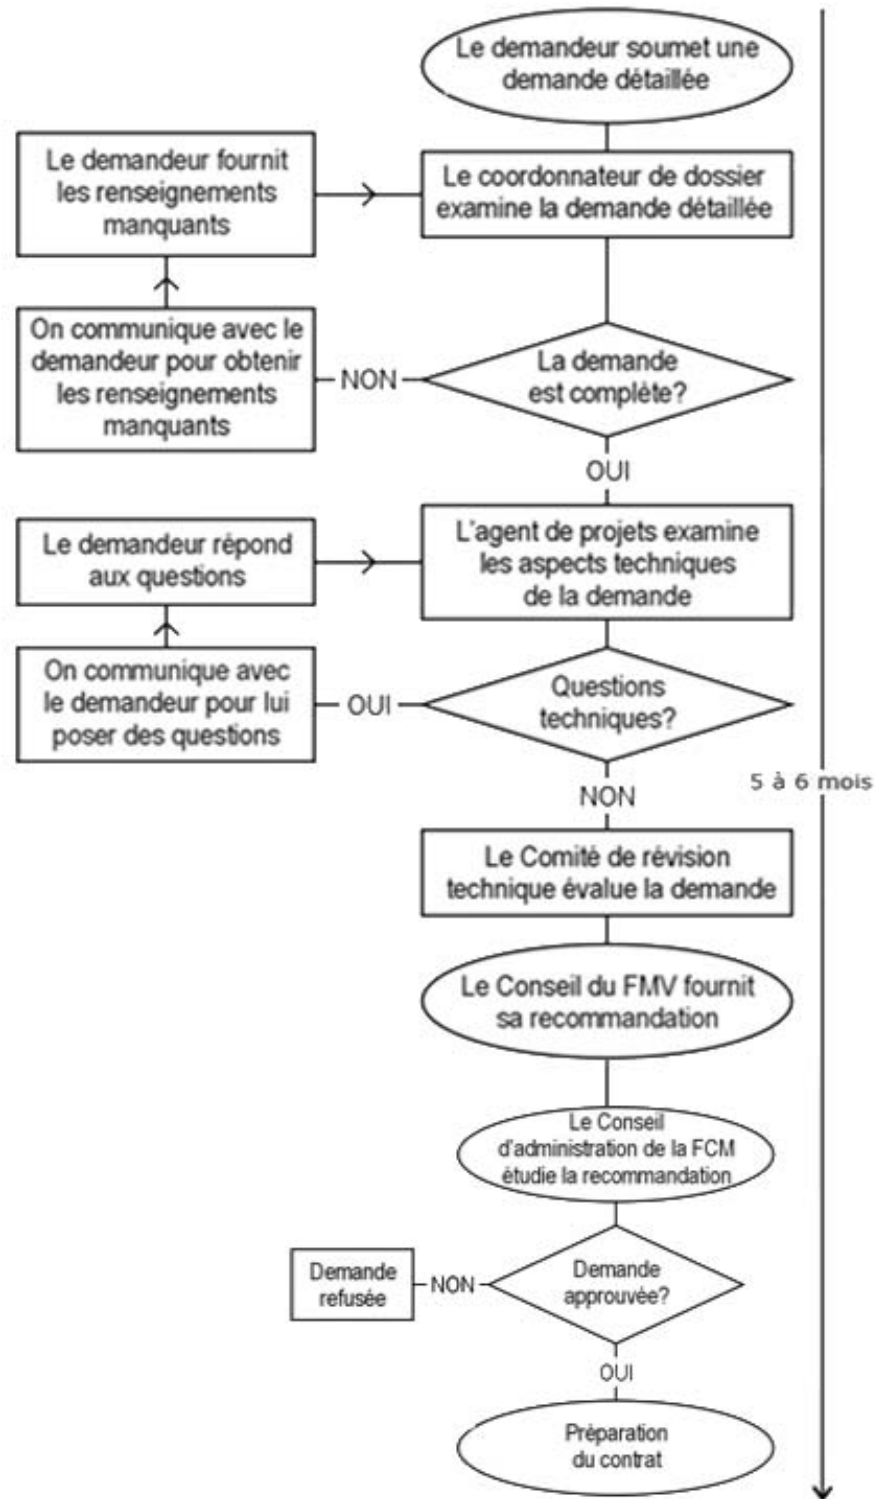 Le demandeur soumet une
demande détaillée
Le demandeur fournit
les renseignements
manquants
Le coordonnateur de dossier
examine la demande détaillée
On communique avec le
demandeur pour obtenir
les renseignements
manquants
NON
La demande
est complète?
OUI
Le demandeur répond
aux questions
L'agent de projets examine
les aspects techniques
de la demande
On communique avec
le demandeur pour lui
poser des questions
OUI
Questions
techniques?
5 à 6 mois
NON
Le Comité de révision
technique évalue la demande
Le Conseil du FMV fournit
sa recommandation
Le Conseil
d'administration de la FCM
étudie la recommandation
Demande
refusée
NON
Demande
approuvée?
OUI
Préparation
du contrat